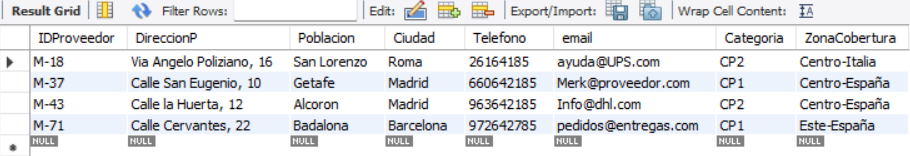 Result Grid Filter Rows: Edit: Export/Import: Wrap Cell Content: IA
IDProveedor DireccionP Poblacion Ciudad Telefono email Categoria ZonaCobertura
M-18 Via Angelo Poliziano, 16 San Lorenzo Roma 26164185 ayuda@UPS.com CP2 Centro-Italia
M-37 Calle San Eugenio, 10 Getafe Madrid 660642185 Merk@proveedor.com CP1 Centro-España
M-43 Calle la Huerta, 12 Alcoron Madrid 963642185 Info@dhl.com CP2 Centro-España
M-71 Calle Cervantes, 22 Badalona Barcelona 972642785 pedidos@entregas.com CP1 Este-España
NULL NULL NULL NULL NULL NULL NULL NULL